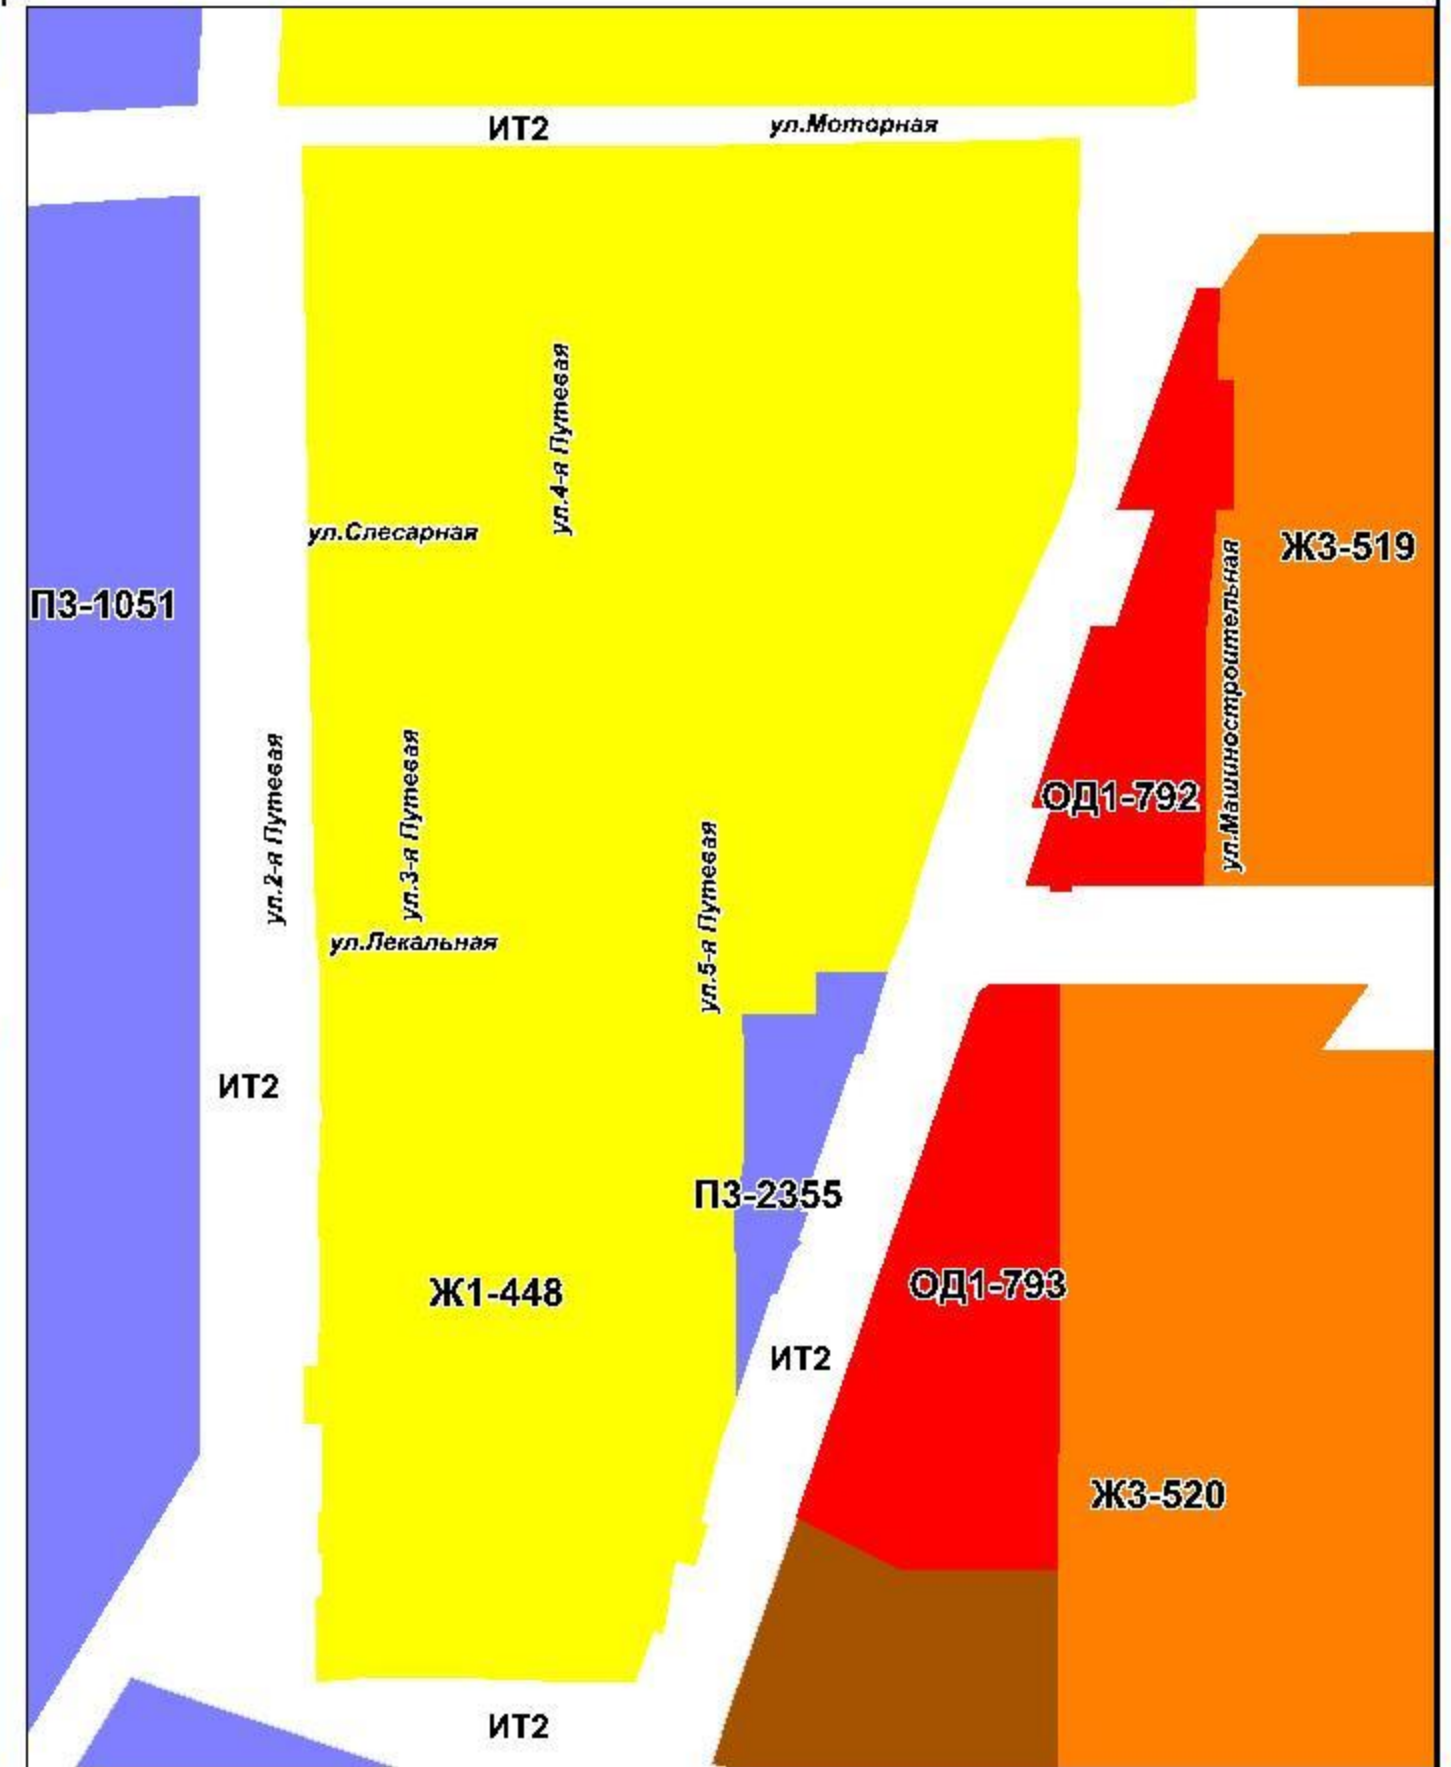 ИТ2
ул.Моторная
ул.4-я Путевая
ул.Слесарная
Ж3-519
П3-1051
ул.Машиностроительная
ул.2-я Путевая
ул.3-я Путевая
ОД1-792
ул.5-я Путевая
ул.Лекальная
ИТ2
П3-2355
Ж1-448
ОД1-793
ИТ2
Ж3-520
ИТ2